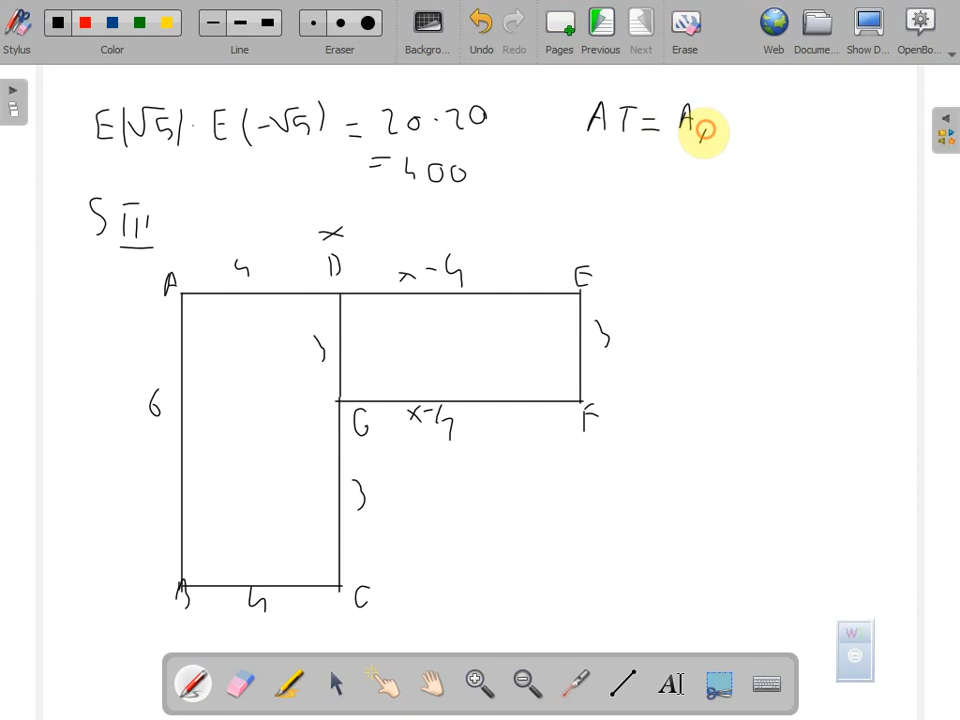 Stylus Color Line Eraser Backgro... Undo Redo Pages Previous Next Erase Web Docume... Show D... OpenBo...
E(√5) · E(-√5) = 20·20
= 400
AT = A
S III
x
A 4 D x-4 E
3 3
6
G x-4 F
3
B 4 C